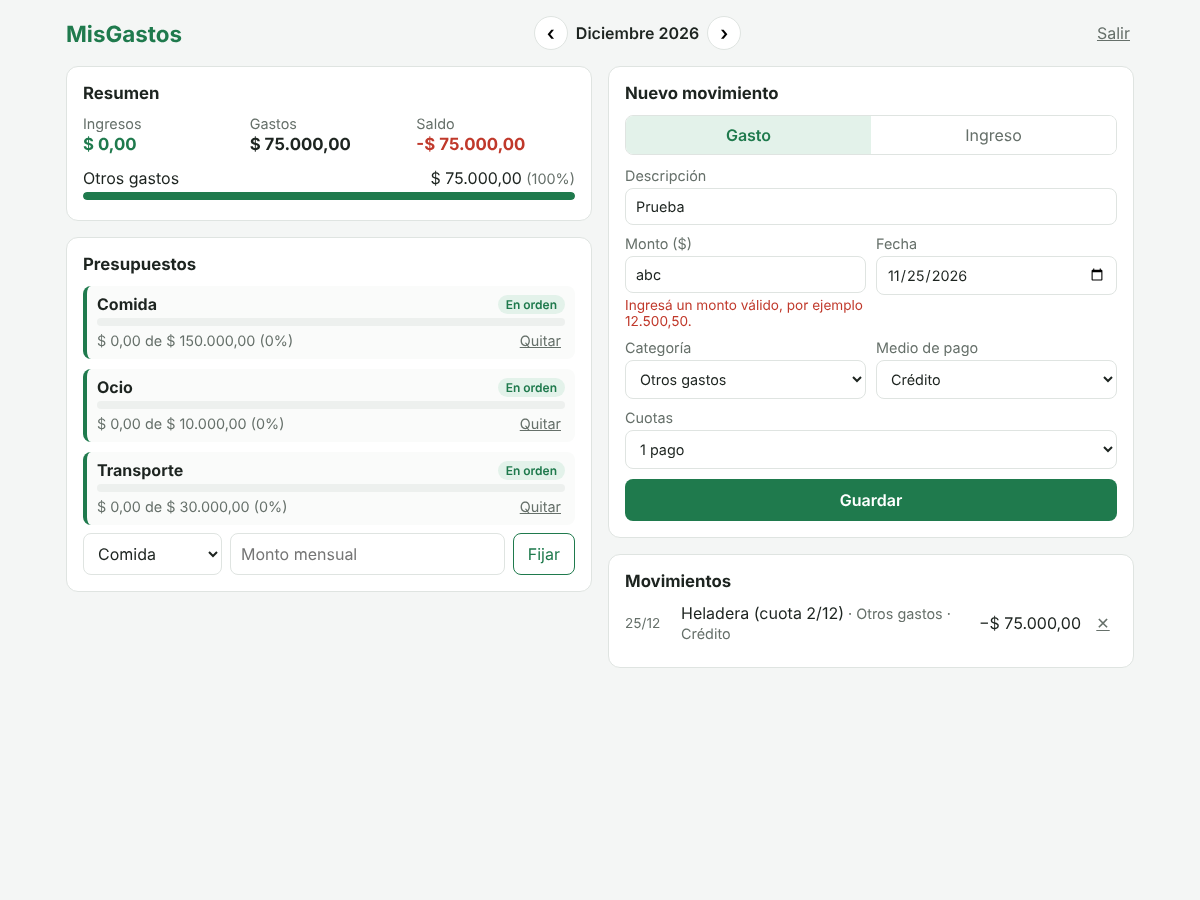 MisGastos
‹ Diciembre 2026 ›
Salir
Resumen
Ingresos Gastos Saldo
$ 0,00 $ 75.000,00 -$ 75.000,00
Otros gastos $ 75.000,00 (100%)
Presupuestos
Comida En orden
$ 0,00 de $ 150.000,00 (0%) Quitar
Ocio En orden
$ 0,00 de $ 10.000,00 (0%) Quitar
Transporte En orden
$ 0,00 de $ 30.000,00 (0%) Quitar
Comida Monto mensual Fijar
Nuevo movimiento
Gasto Ingreso
Descripción
Prueba
Monto ($) Fecha
abc 11/25/2026
Ingresá un monto válido, por ejemplo
12.500,50.
Categoría Medio de pago
Otros gastos Crédito
Cuotas
1 pago
Guardar
Movimientos
25/12 Heladera (cuota 2/12) · Otros gastos · −$ 75.000,00 ✕
Crédito